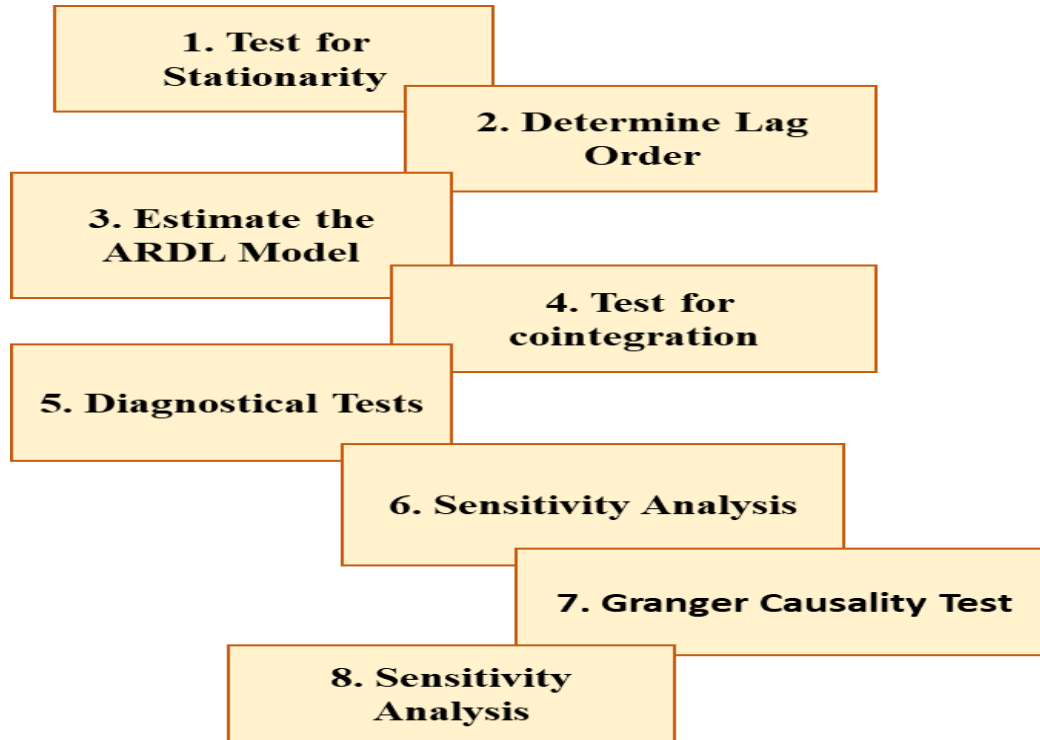 1. Test for
Stationarity
2. Determine Lag
Order
3. Estimate the
ARDL Model
4. Test for
cointegration
5. Diagnostical Tests
6. Sensitivity Analysis
7. Granger Causality Test
8. Sensitivity
Analysis